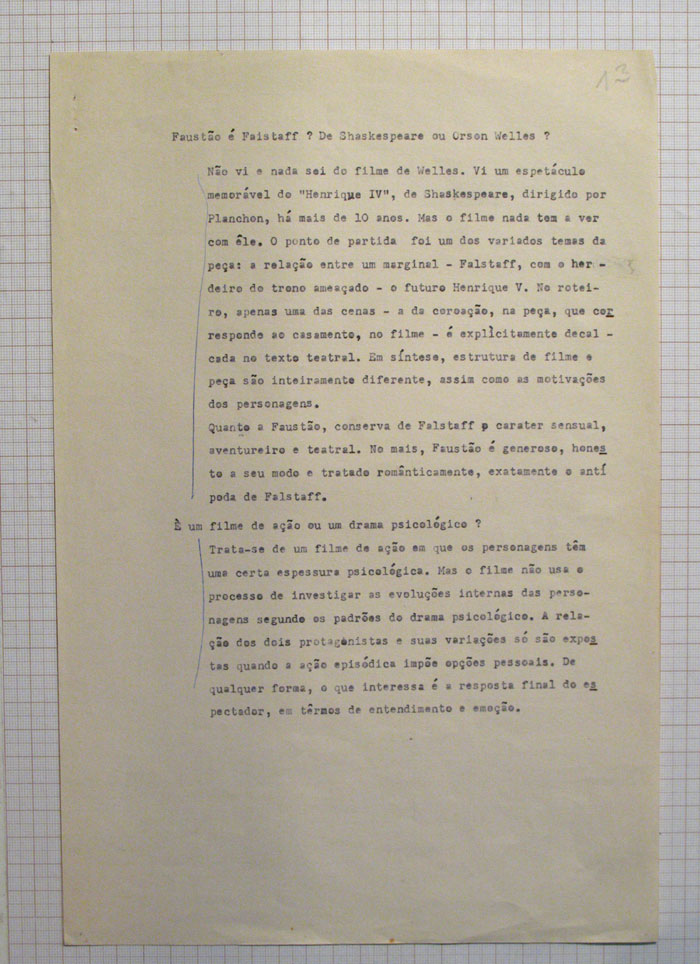 13
Faustão é Falstaff ? De Shaskespeare ou Orson Welles ?
Não vi e nada sei do filme de Welles. Vi um espetáculo
memorável do "Henrique IV", de Shaskespeare, dirigido por
Planchon, há mais de 10 anos. Mas o filme nada tem a ver
com êle. O ponto de partida foi um dos variados temas da
peça: a relação entre um marginal - Falstaff, com o her -
deiro do trono ameaçado - o futuro Henrique V. No rotei-
ro, apenas uma das cenas - a da coroação, na peça, que cor
responde ao casamento, no filme - é explìcitamente decal -
cada no texto teatral. Em síntese, estrutura de filme e
peça são inteiramente diferente, assim como as motivações
dos personagens.
Quanto a Faustão, conserva de Falstaff o carater sensual,
aventureiro e teatral. No mais, Faustão é generoso, hones
to a seu modo e tratado romànticamente, exatamente o antí
poda de Falstaff.
È um filme de ação ou um drama psicológico ?
Trata-se de um filme de ação em que os personagens têm
uma certa espessura psicológica. Mas o filme não usa o
processo de investigar as evoluções internas das perso-
nagens segundo os padrões do drama psicológico. A rela-
ção dos dois protagonistas e suas variações só são expos
tas quando a ação episódica impõe opções pessoais. De
qualquer forma, o que interessa é a resposta final do es
pectador, em têrmos de entendimento e emoção.